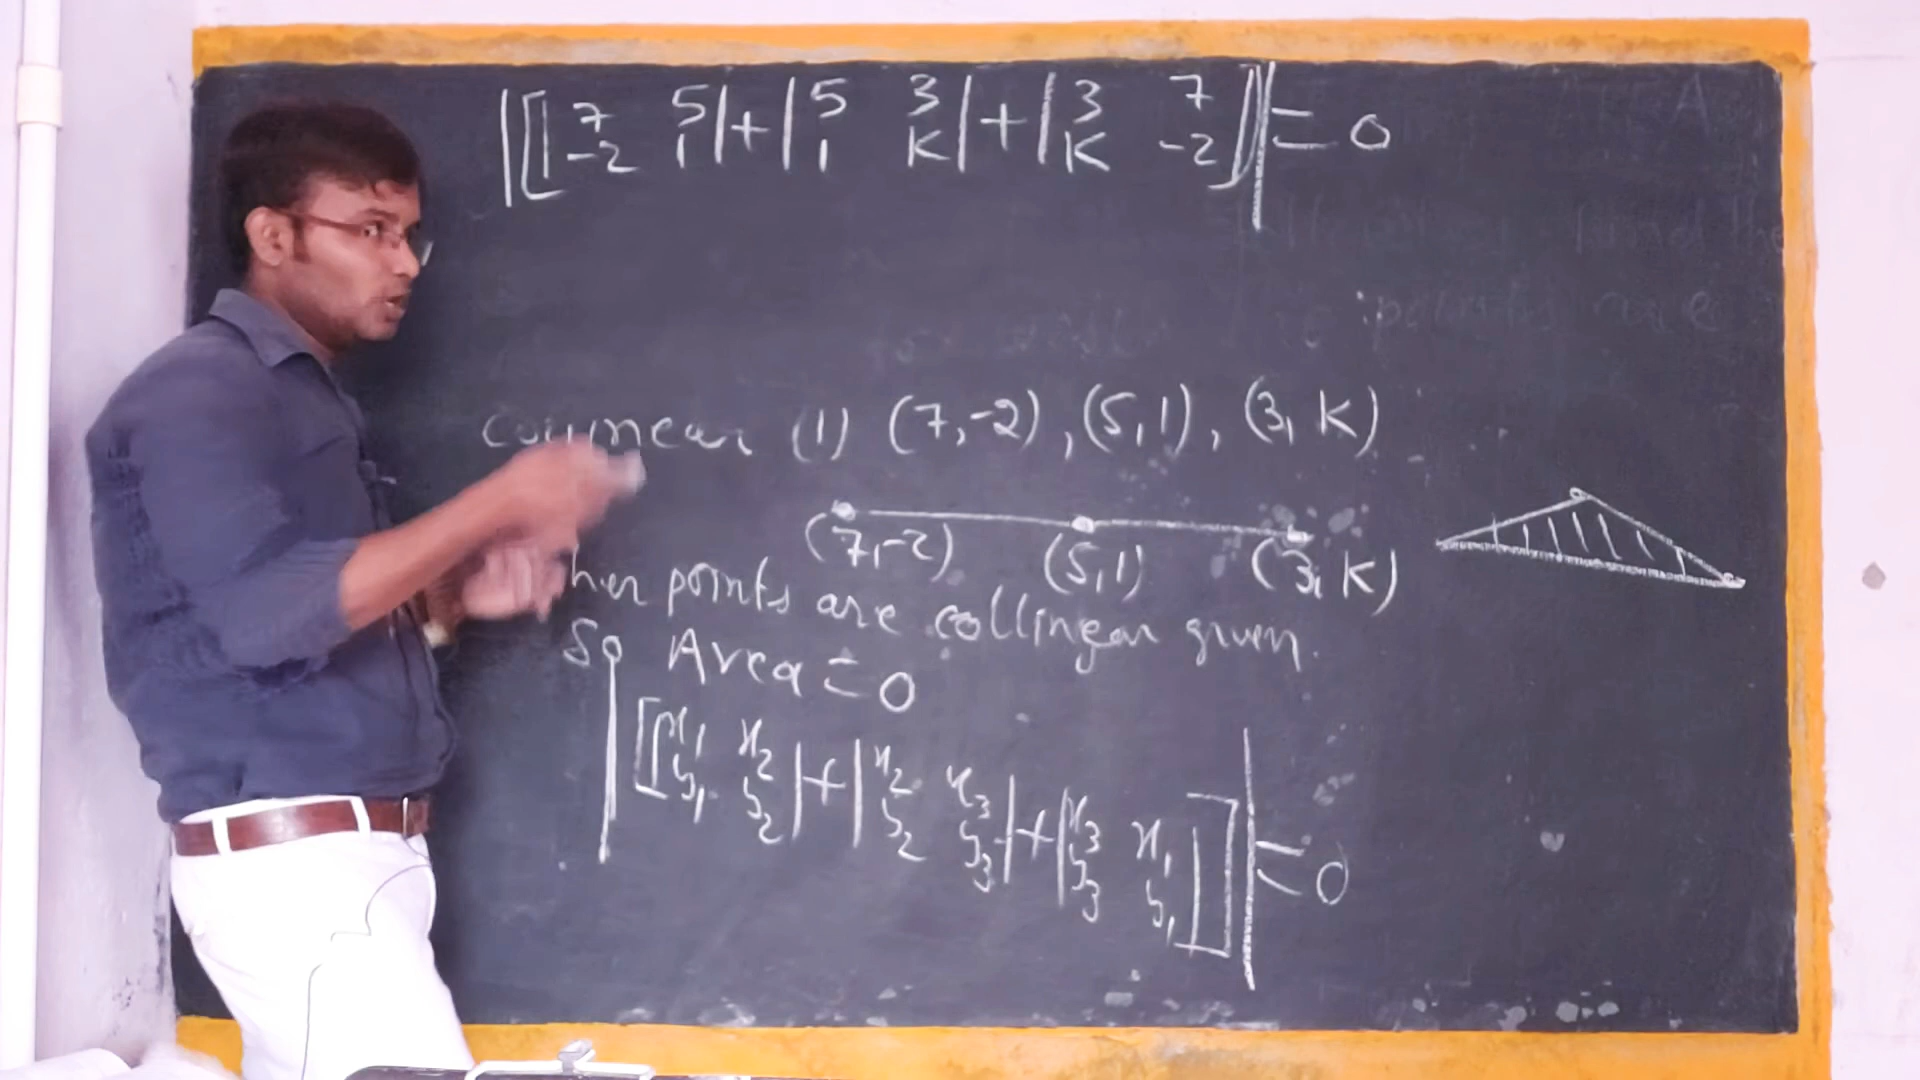 |[|7 5| + |5 3| + |3 7|]| = 0
-2 1 1 K K -2
points are
collinear (1) (7,-2), (5,1), (3, K)
(7,-2) (5,1) (3, K)
points are collinear given.
So Area = 0
|[|x₁ x₂| + |x₂ x₃| + |x₃ x₁|]| = 0
y₁ y₂ y₂ y₃ y₃ y₁